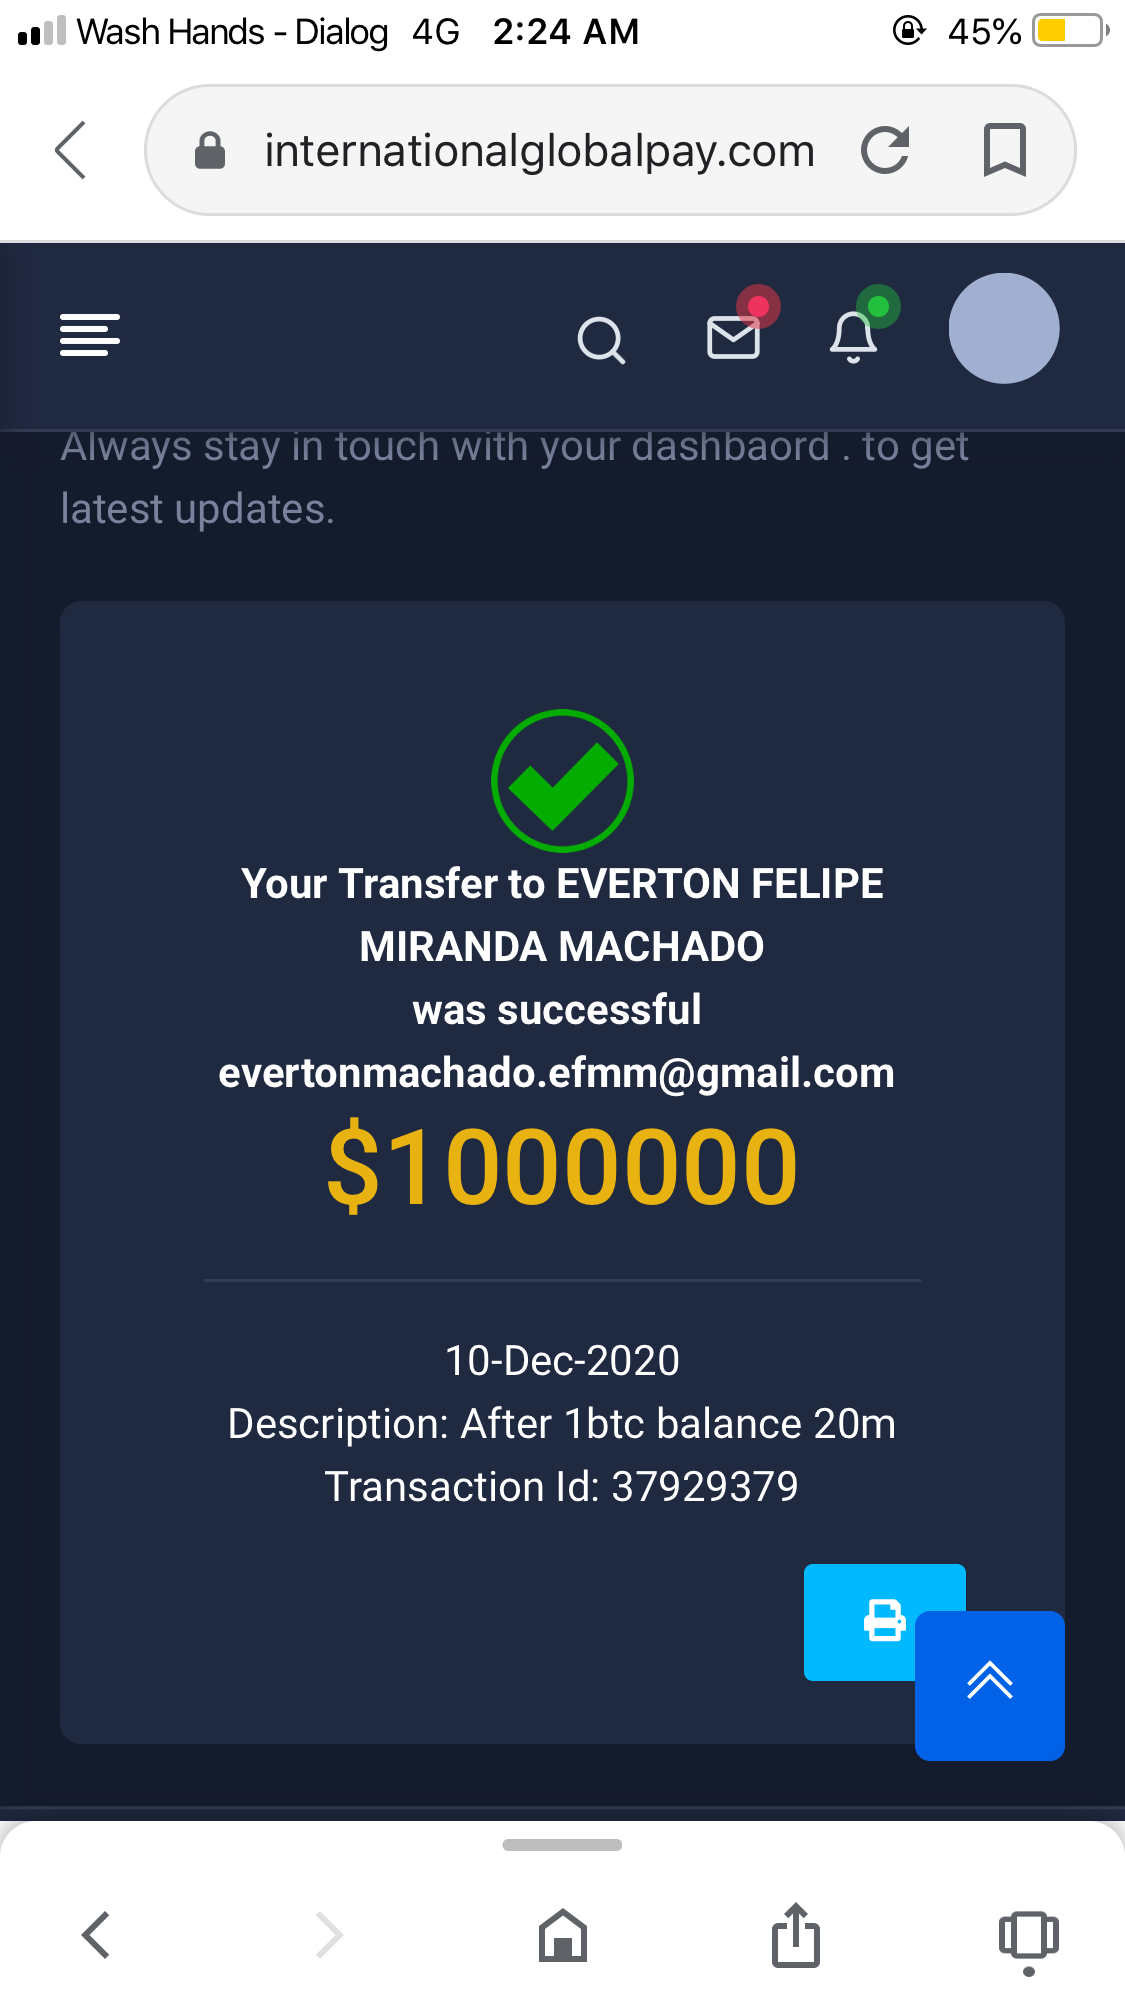 Wash Hands - Dialog 4G 2:24 AM 45%
internationalglobalpay.com
Always stay in touch with your dashbaord . to get
latest updates.
Your Transfer to EVERTON FELIPE
MIRANDA MACHADO
was successful
evertonmachado.efmm@gmail.com
$1000000
10-Dec-2020
Description: After 1btc balance 20m
Transaction Id: 37929379